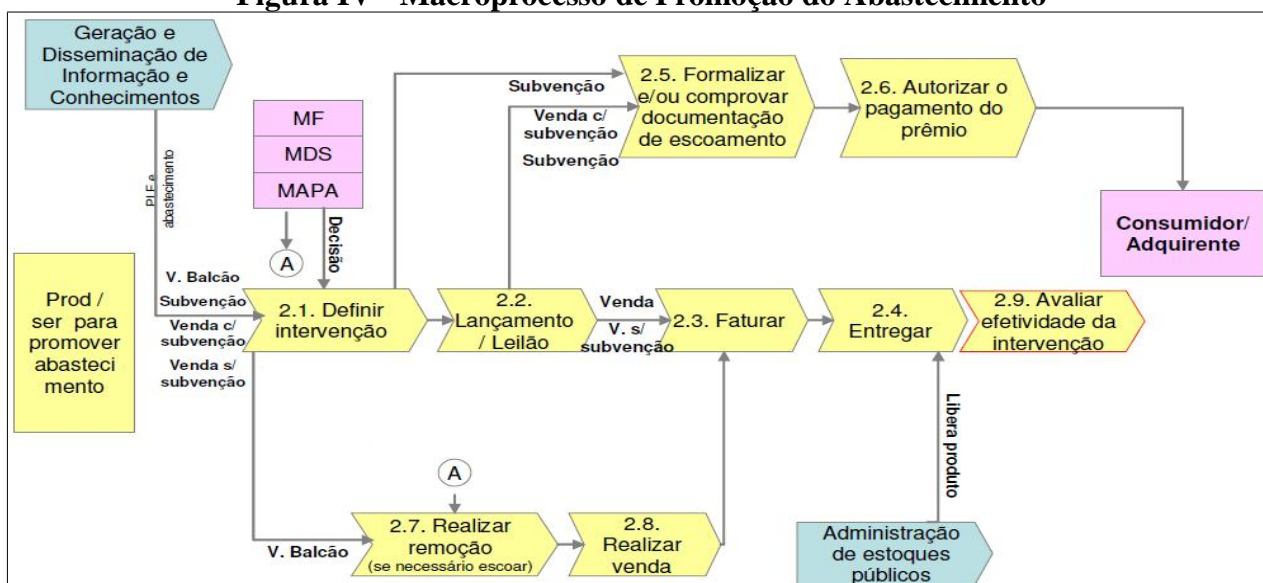 Figura IV – Macroprocesso de Promoção do Abastecimento
Geração e
Disseminação de
Informação e
Conhecimentos
MF
MDS
MAPA
A
Decisão
abastecimento
Subvenção
Venda c/
subvenção
Subvenção
2.5. Formalizar
e/ou comprovar
documentação
de escoamento
2.6. Autorizar o
pagamento do
prêmio
Consumidor/
Adquirente
Prod /
ser para
promover
abasteci
mento
V. Balcão
Subvenção
Venda c/
subvenção
Venda s/
subvenção
2.1. Definir
intervenção
2.2.
Lançamento
/ Leilão
Venda
V. s/
subvenção
2.3. Faturar
2.4.
Entregar
2.9. Avaliar
efetividade da
intervenção
Libera produto
A
V. Balcão
2.7. Realizar
remoção
(se necessário escoar)
2.8.
Realizar
venda
Administração
de estoques
públicos